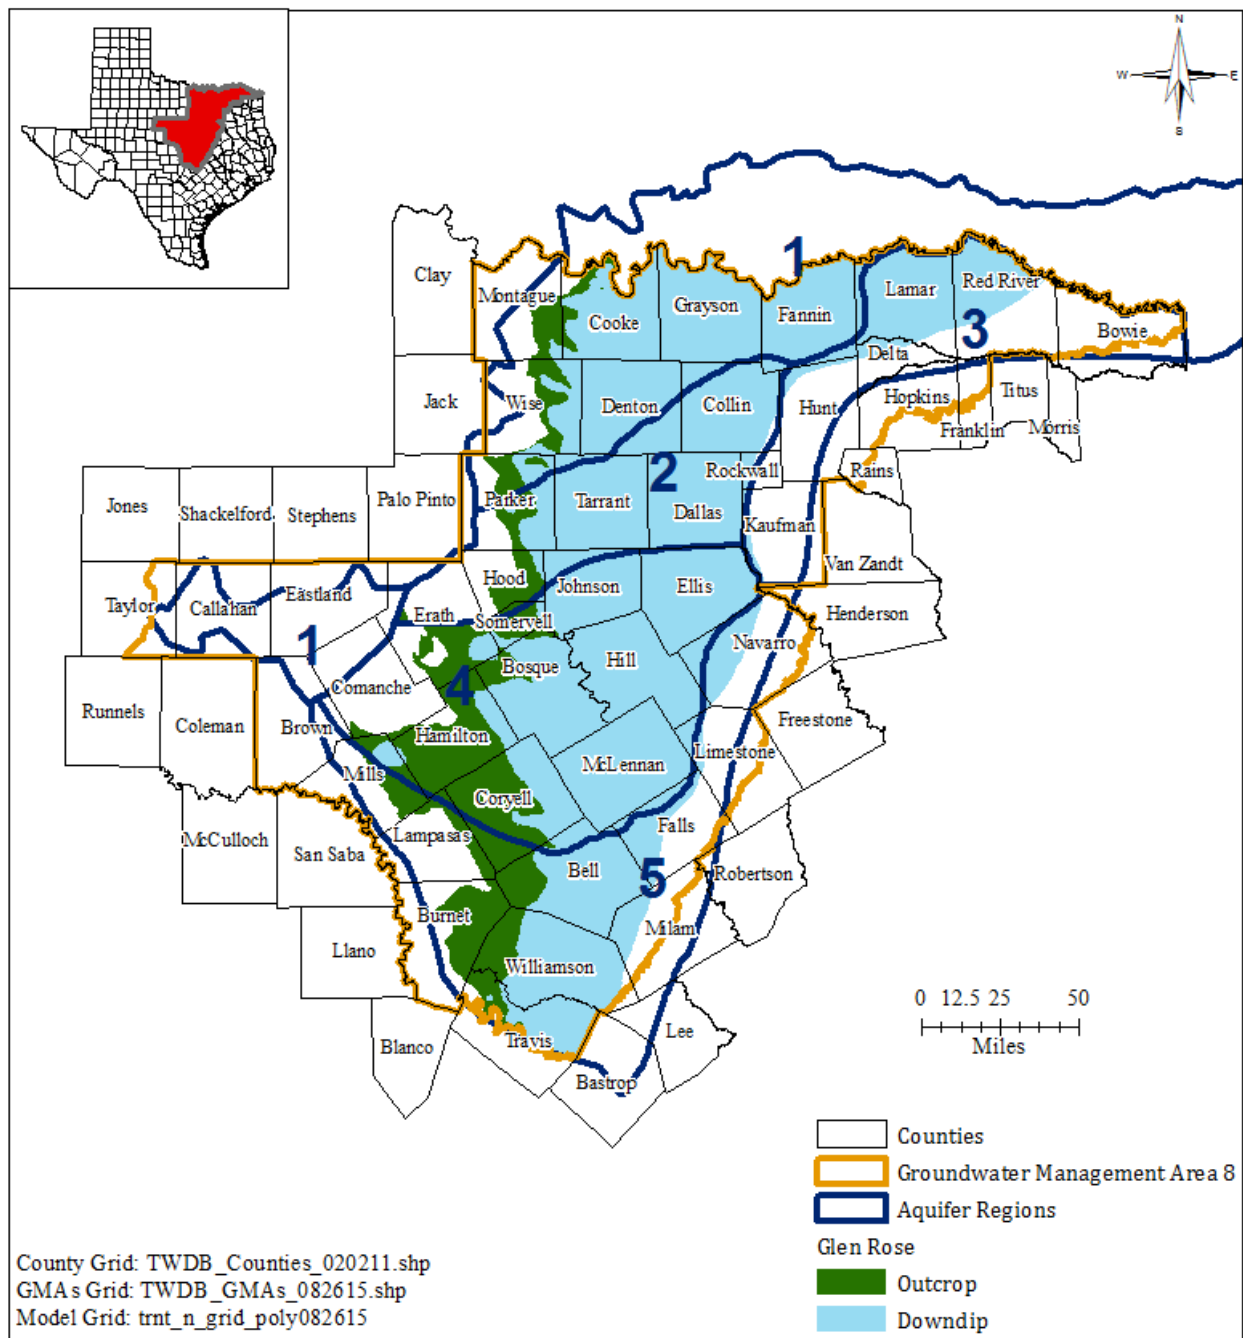 N
W E
S
Clay
Montague
Cooke
Grayson
1
Fannin
Lamar
Red River
3
Bowie
Delta
Jack
Wise
Denton
Collin
Hunt
Hopkins
Titus
Franklin
Morris
Rains
Jones
Shackelford
Stephens
Palo Pinto
Parker
Tarrant
2
Rockwall
Dallas
Kaufman
Van Zandt
Taylor
Callahan
Eastland
Erath
Hood
Johnson
Ellis
Somervell
Henderson
Navarro
1
Comanche
4
Bosque
Hill
Runnels
Coleman
Brown
Hamilton
Freestone
Mills
Coryell
McLennan
Limestone
McCulloch
San Saba
Lampasas
Falls
Bell
5
Robertson
Burnet
Milam
Llano
Williamson
Blanco
Travis
Lee
Bastrop
0 12.5 25 50
Miles
Counties
Groundwater Management Area 8
Aquifer Regions
Glen Rose
Outcrop
Downdip
County Grid: TWDB_Counties_020211.shp
GMAs Grid: TWDB_GMAs_082615.shp
Model Grid: trnt_n_grid_poly082615